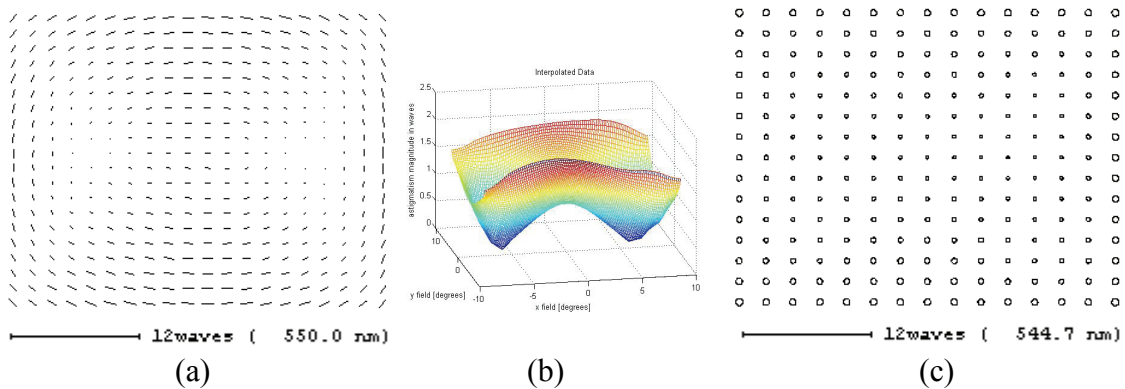 12waves ( 550.0 nm)
(a)
Interpolated Data
astigmatism magnitude in waves
2.5
2
1.5
1
0.5
0
10
0
-10
y field [degrees]
-10
-5
0
5
10
x field [degrees]
(b)
12waves ( 544.7 nm)
(c)